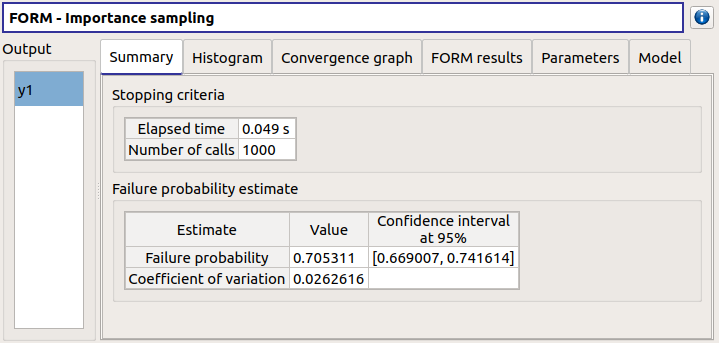 FORM - Importance sampling
Output
y1
Summary Histogram Convergence graph FORM results Parameters Model
Stopping criteria
Elapsed time 0.049 s
Number of calls 1000
Failure probability estimate
Estimate Value Confidence interval at 95%
Failure probability 0.705311 [0.669007, 0.741614]
Coefficient of variation 0.0262616